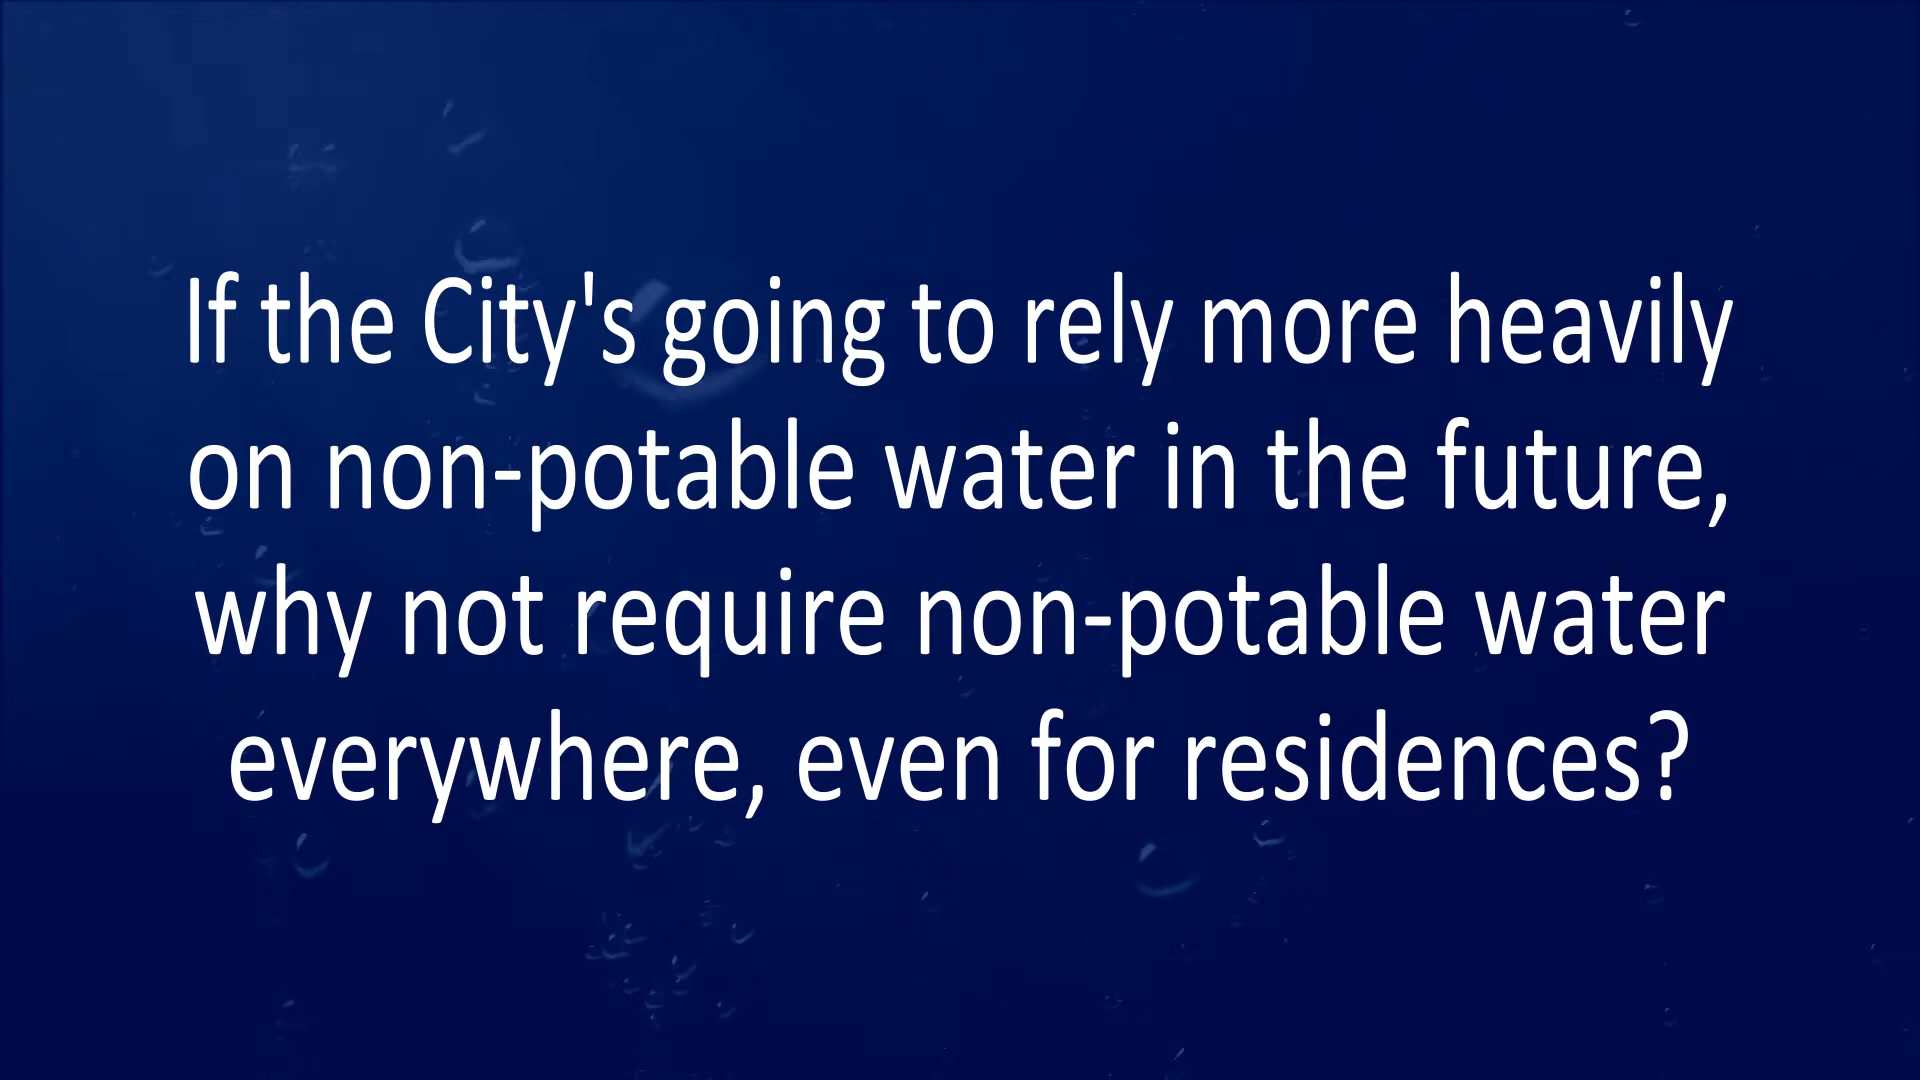 If the City's going to rely more heavily
on non-potable water in the future,
why not require non-potable water
everywhere, even for residences?